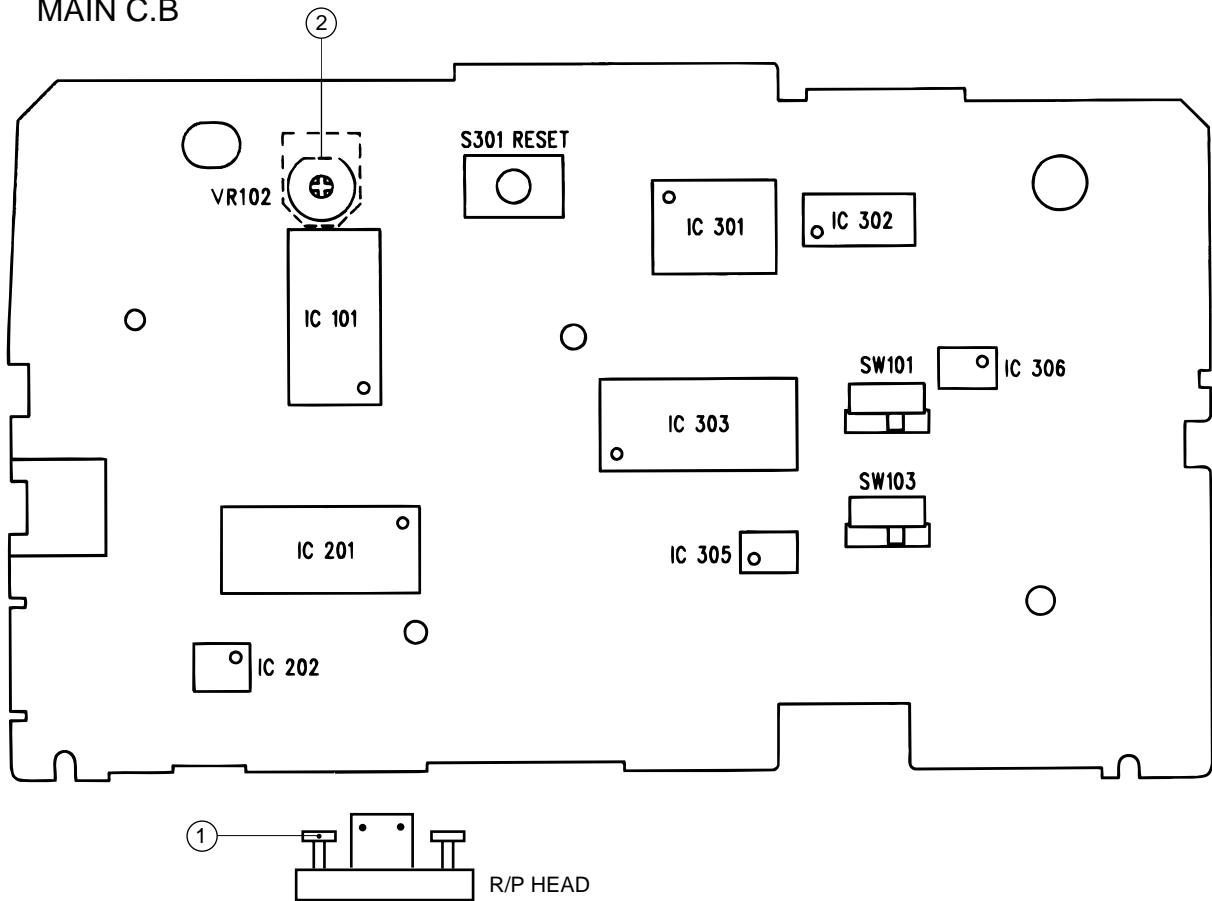 MAIN C.B
2
S301 RESET
VR102
IC 301
IC 302
IC 101
SW101
IC 306
IC 303
SW103
IC 201
IC 305
IC 202
1
R/P HEAD